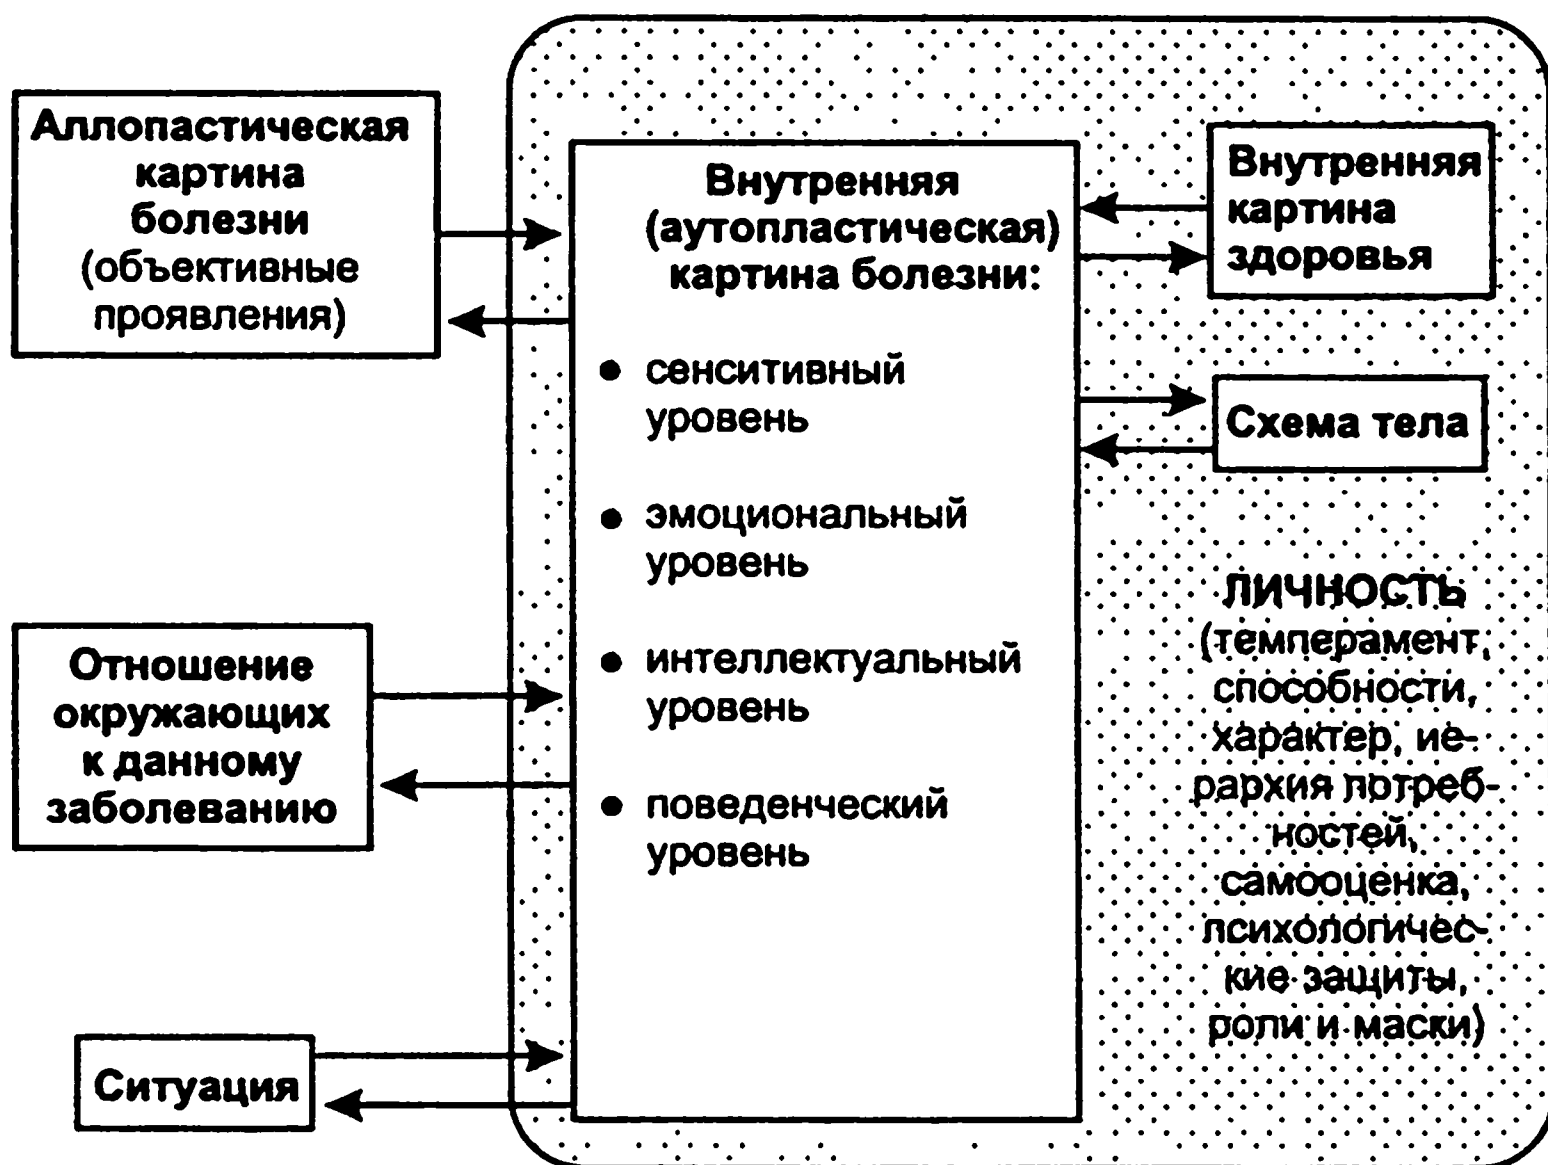 Аллопастическая
картина
болезни
(объективные
проявления)
Отношение
окружающих
к данному
заболеванию
Ситуация
Внутренняя
(аутопластическая)
картина болезни:
● сенситивный
уровень
● эмоциональный
уровень
● интеллектуальный
уровень
● поведенческий
уровень
Внутренняя
картина
здоровья
Схема тела
ЛИЧНОСТЬ
(темперамент,
способности,
характер, ие-
рархия потреб-
ностей,
самооценка,
психологичес-
кие защиты,
роли и маски)